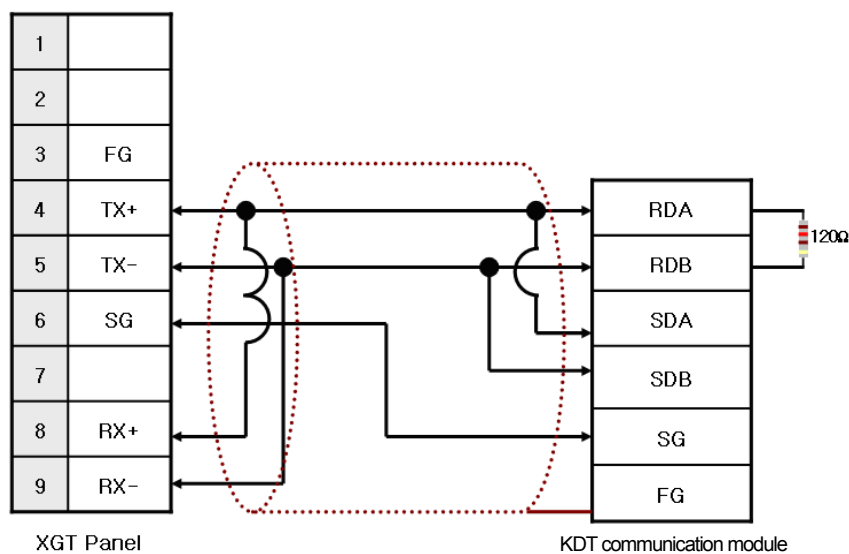 1
2
3 FG
4 TX+
5 TX-
6 SG
7
8 RX+
9 RX-
XGT Panel
RDA
RDB
SDA
SDB
SG
FG
120Ω
KDT communication module